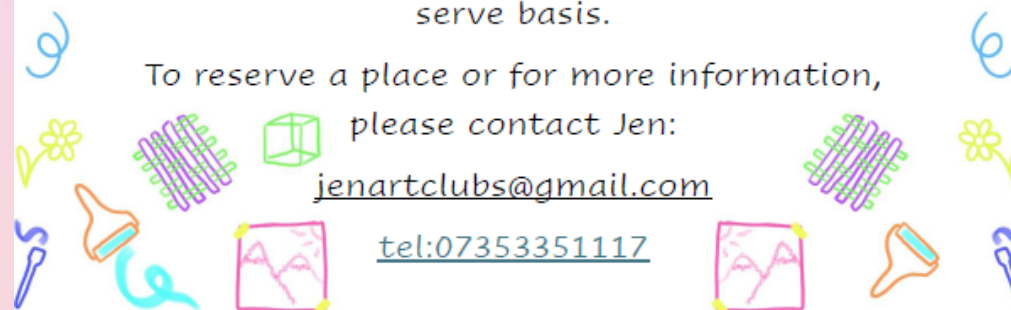 serve basis.
To reserve a place or for more information,
please contact Jen:
jenartclubs@gmail.com
tel:07353351117